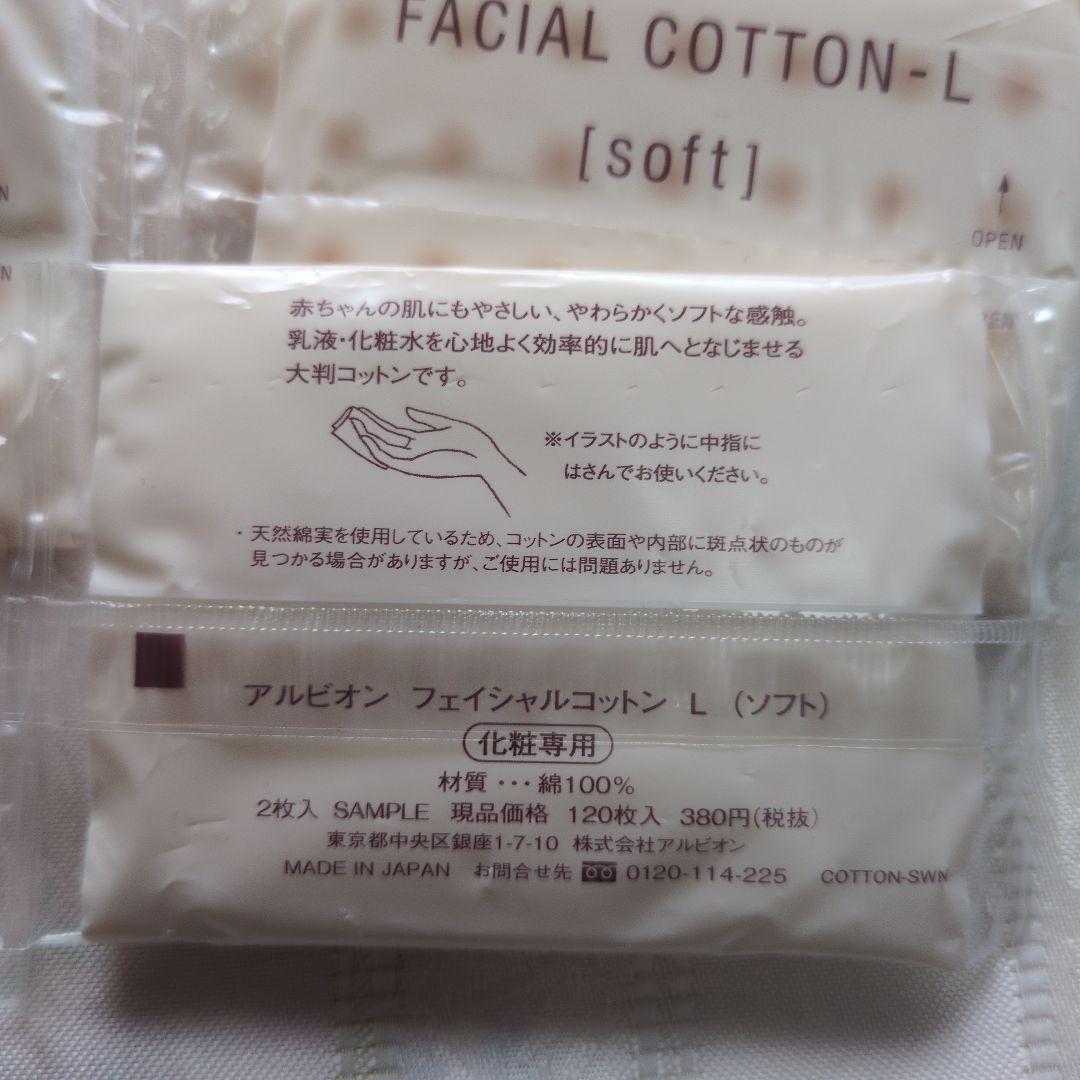 FACIAL COTTON-L
[soft]
↑
OPEN
赤ちゃんの肌にもやさしい、やわらかくソフトな感触。
乳液・化粧水を心地よく効率的に肌へとなじませる
大判コットンです。
※イラストのように中指に
はさんでお使いください。
・天然綿実を使用しているため、コットンの表面や内部に斑点状のものが
見つかる場合がありますが、ご使用には問題ありません。
アルビオン フェイシャルコットン L (ソフト)
化粧専用
材質・・・綿100%
2枚入 SAMPLE 現品価格 120枚入 380円(税抜)
東京都中央区銀座1-7-10 株式会社アルビオン
MADE IN JAPAN お問合せ先 0120-114-225 COTTON-SWN